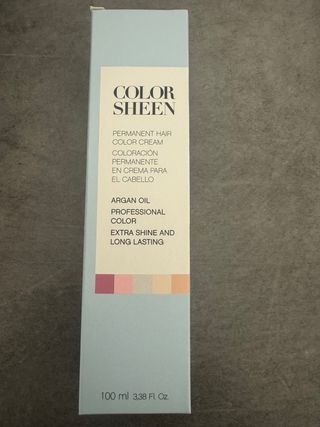 COLOR
SHEEN
PERMANENT HAIR
COLOR CREAM
COLORACIÓN
PERMANENTE
EN CREMA PARA
EL CABELLO
ARGAN OIL
PROFESSIONAL
COLOR
EXTRA SHINE AND
LONG LASTING
100 ml 3,38 Fl. Oz.